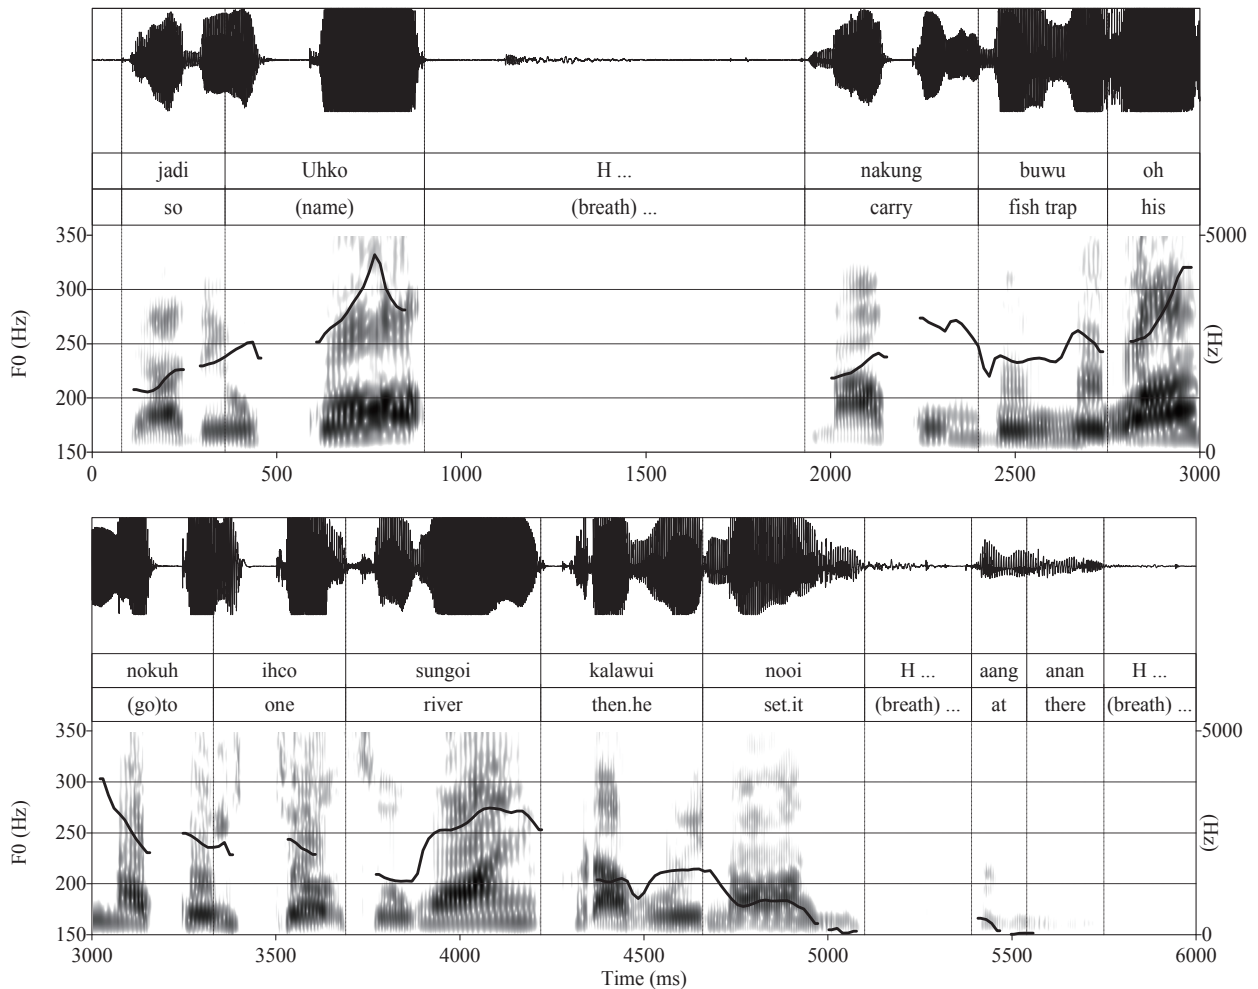 jadi Uhko H ... nakung buwu oh
so (name) (breath) ... carry fish trap his
350 5000
300
250
200
150 0
F0 (Hz) (Hz)
0 500 1000 1500 2000 2500 3000
nokuh ihco sungoi kalawui nooi H ... aang anan H ...
(go)to one river then.he set.it (breath) ... at there (breath) ...
350 5000
300
250
200
150 0
F0 (Hz) (Hz)
3000 3500 4000 4500 5000 5500 6000
Time (ms)